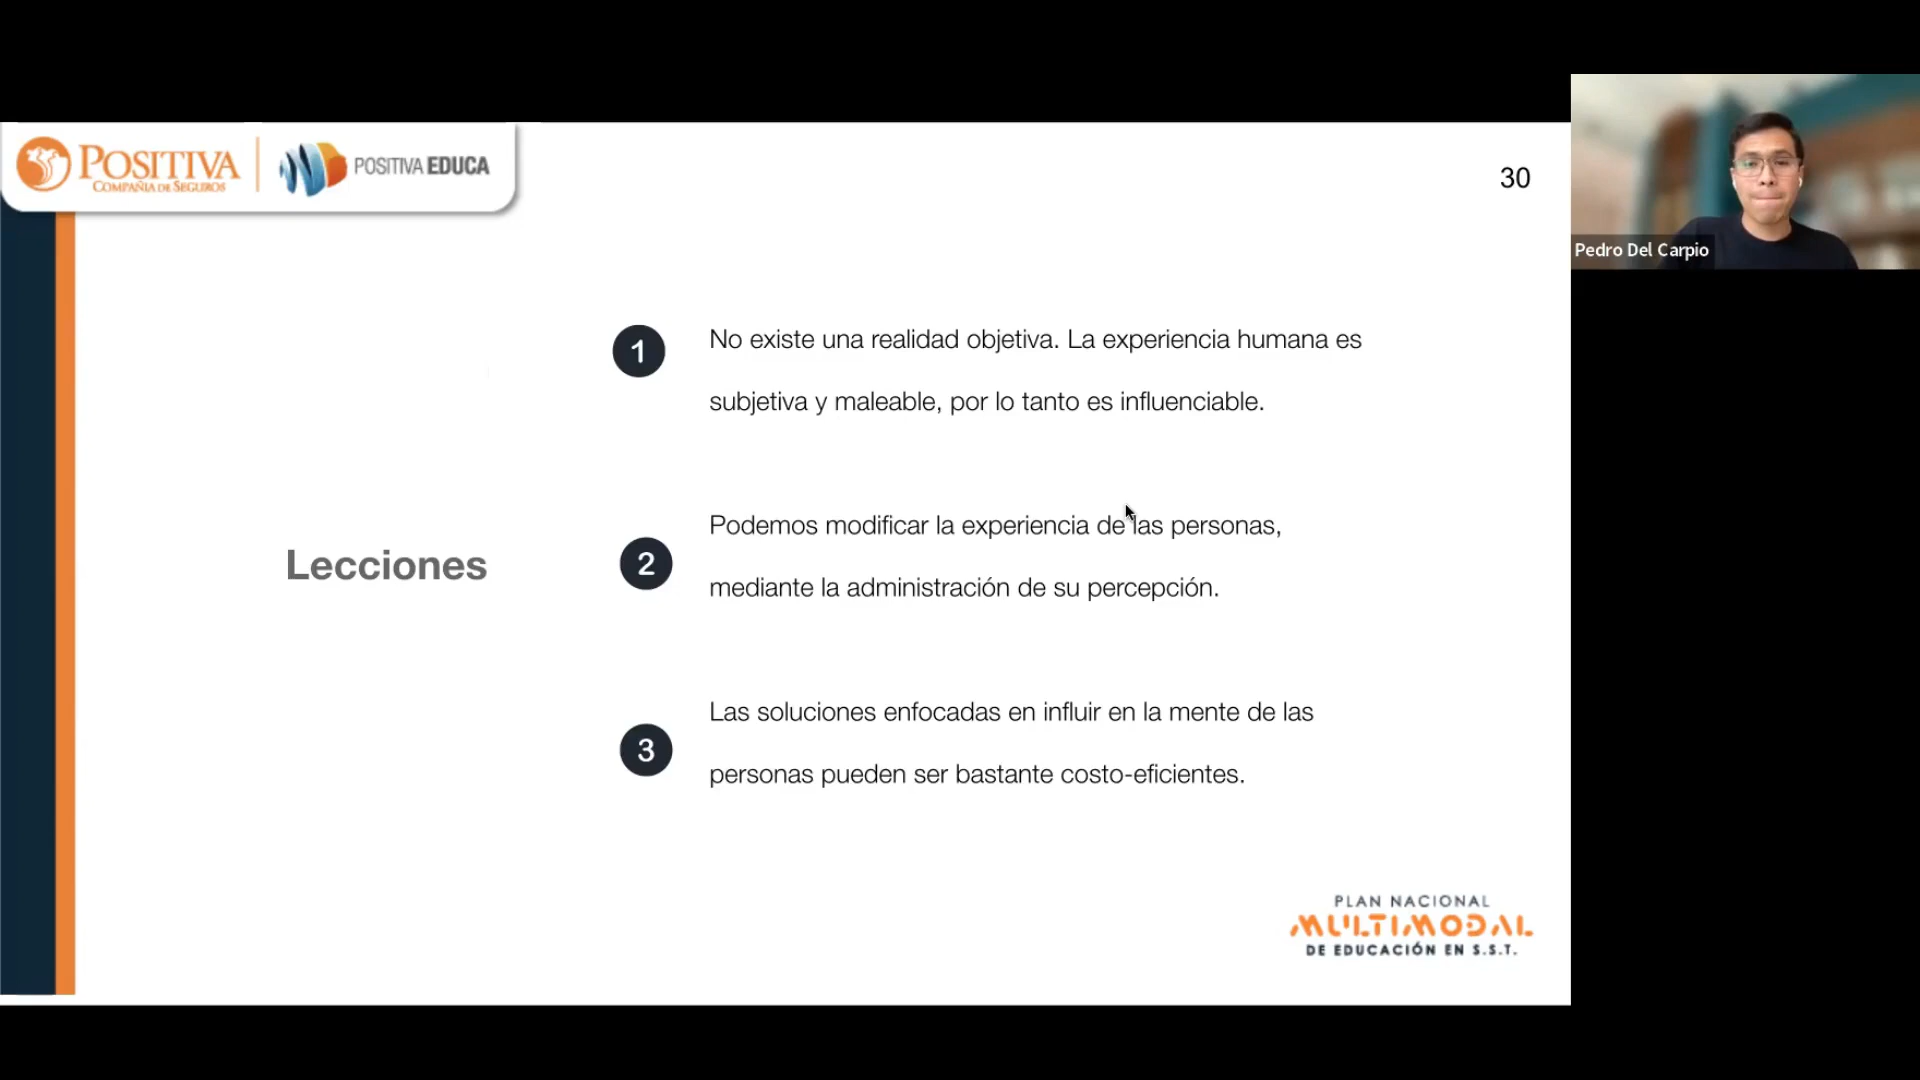 POSITIVA
COMPAÑIA DE SEGUROS
POSITIVA EDUCA
30
Pedro Del Carpio
Lecciones
1
No existe una realidad objetiva. La experiencia humana es
subjetiva y maleable, por lo tanto es influenciable.
2
Podemos modificar la experiencia de las personas,
mediante la administración de su percepción.
3
Las soluciones enfocadas en influir en la mente de las
personas pueden ser bastante costo-eficientes.
PLAN NACIONAL
MULTIMODAL
DE EDUCACIÓN EN S.S.T.